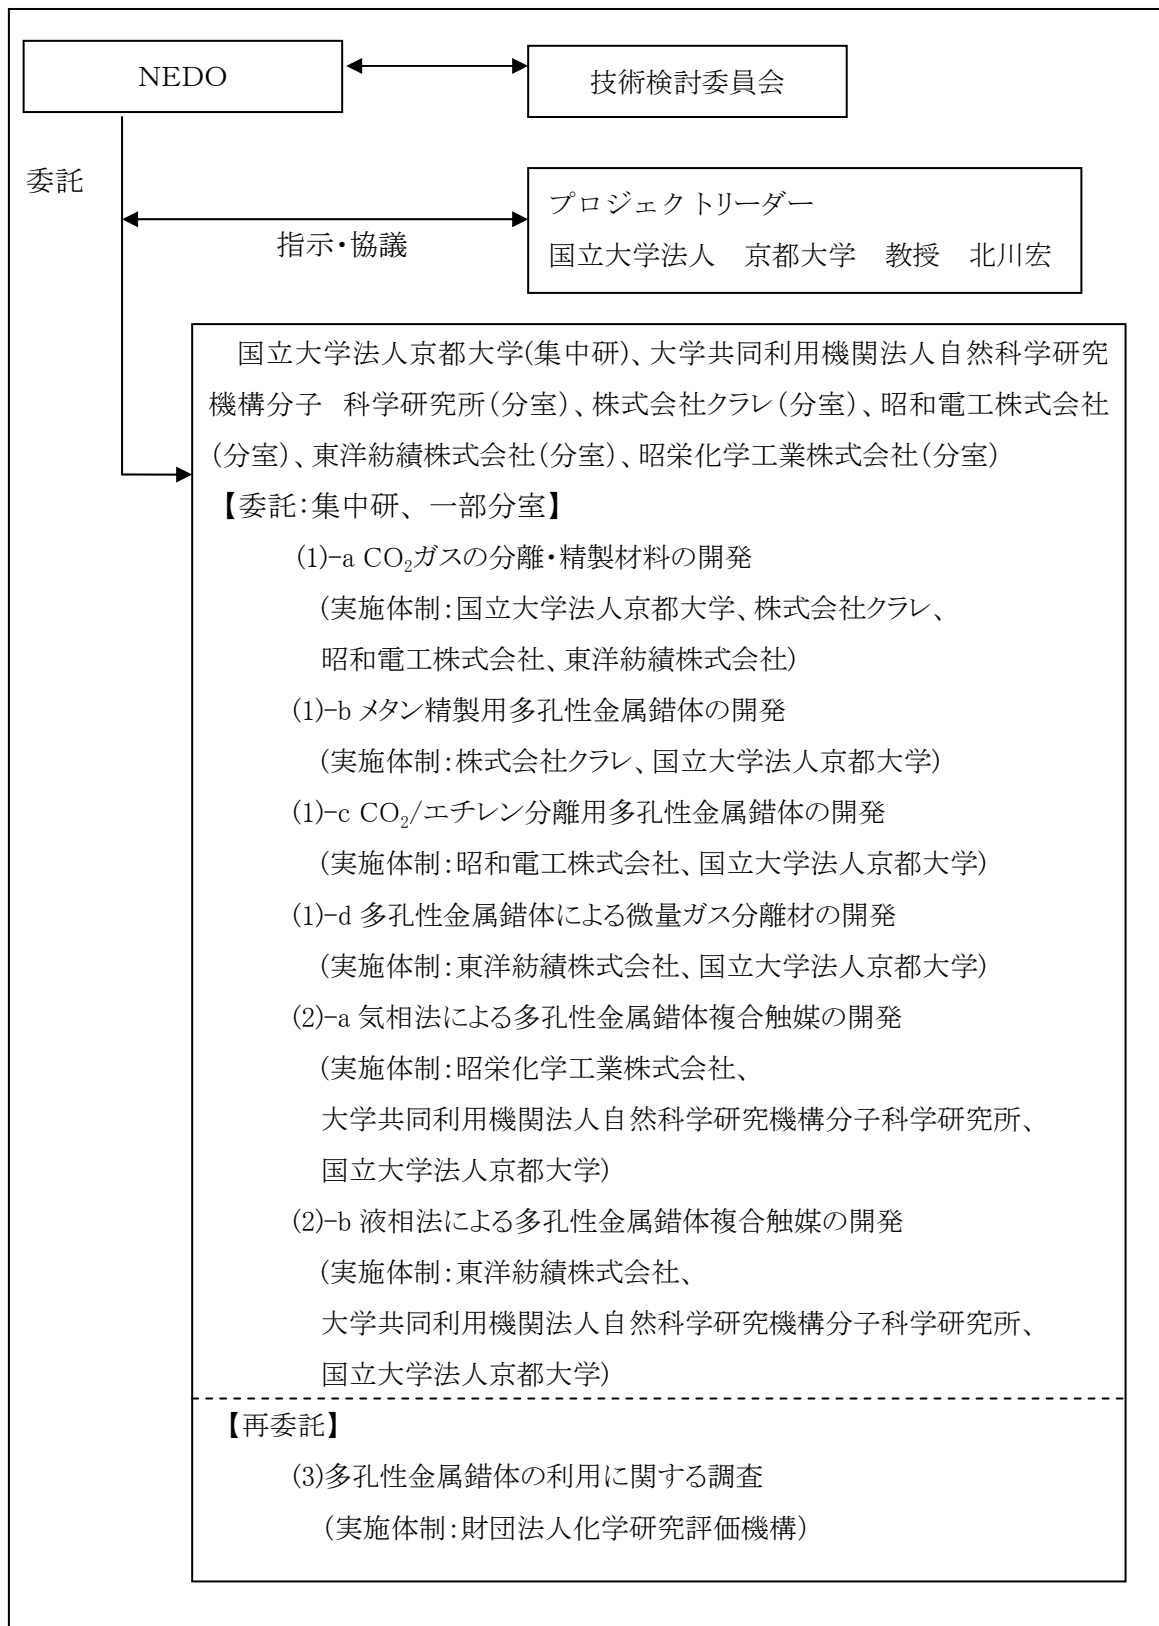 NEDO
技術検討委員会
委託
プロジェクトリーダー
指示・協議
国立大学法人　京都大学　教授　北川宏
国立大学法人京都大学(集中研)、大学共同利用機関法人自然科学研究
機構分子　科学研究所(分室)、株式会社クラレ(分室)、昭和電工株式会社
(分室)、東洋紡績株式会社(分室)、昭栄化学工業株式会社(分室)
【委託：集中研、一部分室】
(1)-a CO₂ガスの分離・精製材料の開発
(実施体制：国立大学法人京都大学、株式会社クラレ、
昭和電工株式会社、東洋紡績株式会社)
(1)-b メタン精製用多孔性金属錯体の開発
(実施体制：株式会社クラレ、国立大学法人京都大学)
(1)-c CO₂/エチレン分離用多孔性金属錯体の開発
(実施体制：昭和電工株式会社、国立大学法人京都大学)
(1)-d 多孔性金属錯体による微量ガス分離材の開発
(実施体制：東洋紡績株式会社、国立大学法人京都大学)
(2)-a 気相法による多孔性金属錯体複合触媒の開発
(実施体制：昭栄化学工業株式会社、
大学共同利用機関法人自然科学研究機構分子科学研究所、
国立大学法人京都大学)
(2)-b 液相法による多孔性金属錯体複合触媒の開発
(実施体制：東洋紡績株式会社、
大学共同利用機関法人自然科学研究機構分子科学研究所、
国立大学法人京都大学)
【再委託】
(3)多孔性金属錯体の利用に関する調査
(実施体制：財団法人化学研究評価機構)